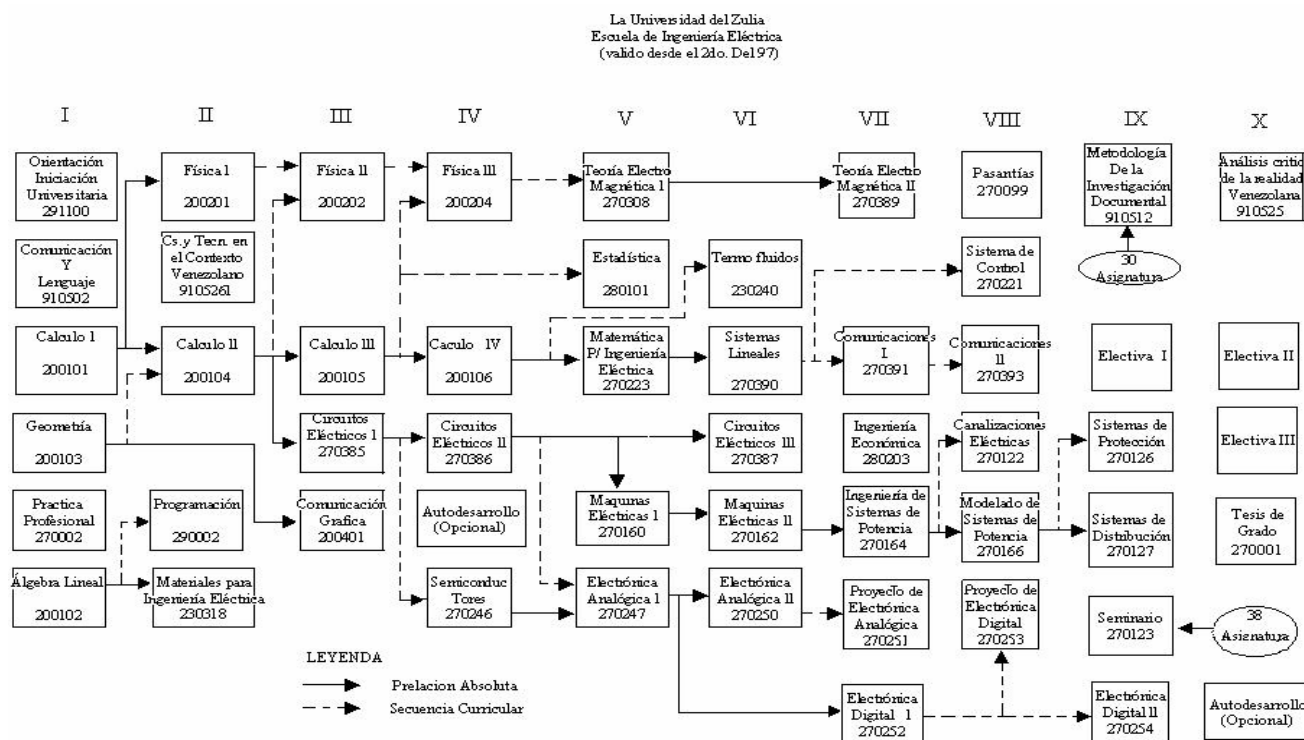 La Universidad del Zulia
Escuela de Ingeniería Eléctrica
(valido desde el 2do. Del 97)
I
II
III
IV
V
VI
VII
VIII
IX
X
Orientación
Iniciación
Universitaria
291100
Física I
200201
Física II
200202
Física III
200204
Teoría Electro
Magnética I
270308
Teoría Electro
Magnética II
270389
Pasantías
270099
Metodología
De la
Investigación
Documental
910512
Análisis critic
de la realidad
Venezolana
910525
Comunicación
Y
Lenguaje
910502
Cs. y Tecn. en
el Contexto
Venezolano
9105261
Estadística
280101
Termo fluidos
230240
Sistema de
Control
270221
30
Asignatura
Calculo I
200101
Calculo II
200104
Calculo III
200105
Caculo IV
200106
Matemática
P/ Ingeniería
Eléctrica
270223
Sistemas
Lineales
270390
Comunicaciones
I
270391
Comunicaciones
II
270393
Electiva I
Electiva II
Geometría
200103
Circuitos
Eléctricos I
270385
Circuitos
Eléctricos II
270386
Circuitos
Eléctricos III
270387
Ingeniería
Económica
280203
Canalizaciones
Eléctricas
270122
Sistemas de
Protección
270126
Electiva III
Practica
Profesional
270002
Programación
290002
Comunicación
Grafica
200401
Autodesarrollo
(Opcional)
Maquinas
Eléctricas I
270160
Maquinas
Eléctricas II
270162
Ingeniería de
Sistemas de
Potencia
270164
Modelado de
Sistemas de
Potencia
270166
Sistemas de
Distribución
270127
Tesis de
Grado
270001
Álgebra Lineal
200102
Materiales para
Ingeniería Eléctrica
230318
Semiconduc
Tores
270246
Electrónica
Analógica I
270247
Electrónica
Analógica II
270250
ProyecTo de
Electrónica
Analógica
270251
ProyecTo de
Electrónica
Digital
270253
Seminario
270123
38
Asignatura
LEYENDA
Prelacion Absoluta
Secuencia Curricular
Electrónica
Digital I
270252
Electrónica
Digital II
270254
Autodesarrollo
(Opcional)